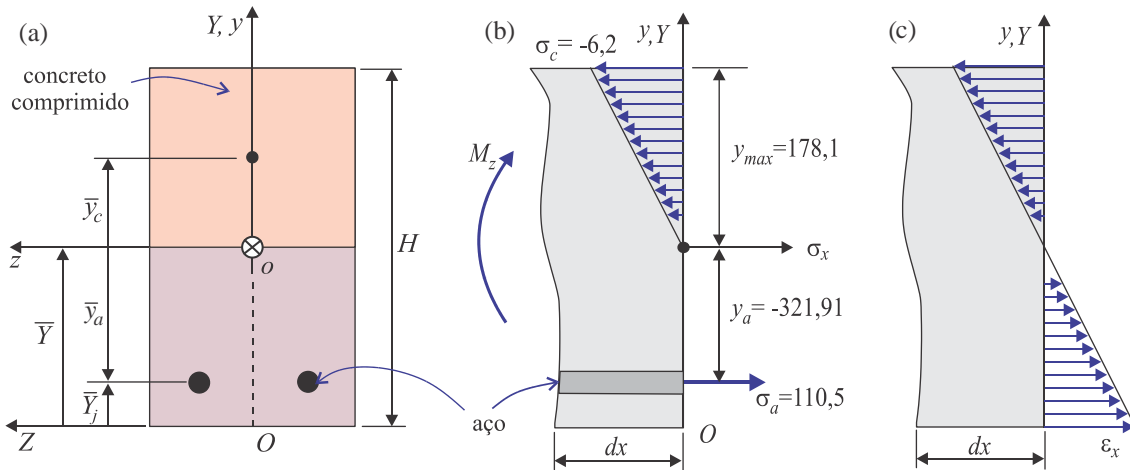 (a)
Y, y
concreto
comprimido
y̅c
H
z
o
Y̅
y̅a
Y̅j
Z
O
aço
(b)
y,Y
σc = -6,2
Mz
ymax=178,1
σx
ya= -321,91
σa=110,5
O
dx
(c)
y,Y
dx
εx